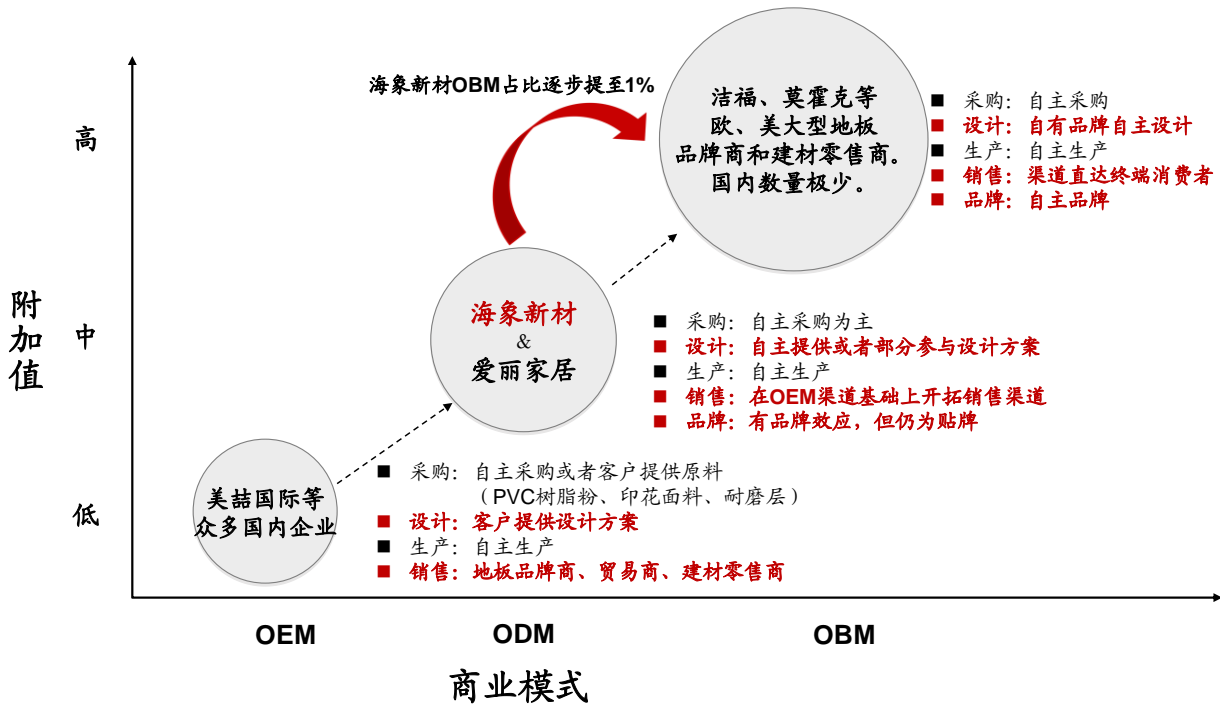 海象新材OBM占比逐步提至1%
洁福、莫霍克等
欧、美大型地板
品牌商和建材零售商。
国内数量极少。
■ 采购：自主采购
■ 设计：自有品牌自主设计
■ 生产：自主生产
■ 销售：渠道直达终端消费者
■ 品牌：自主品牌
高
附加值
中
海象新材
&
爱丽家居
■ 采购：自主采购为主
■ 设计：自主提供或者部分参与设计方案
■ 生产：自主生产
■ 销售：在OEM渠道基础上开拓销售渠道
■ 品牌：有品牌效应，但仍为贴牌
低
美喆国际等
众多国内企业
■ 采购：自主采购或者客户提供原料
（PVC树脂粉、印花面料、耐磨层）
■ 设计：客户提供设计方案
■ 生产：自主生产
■ 销售：地板品牌商、贸易商、建材零售商
OEM
ODM
OBM
商业模式